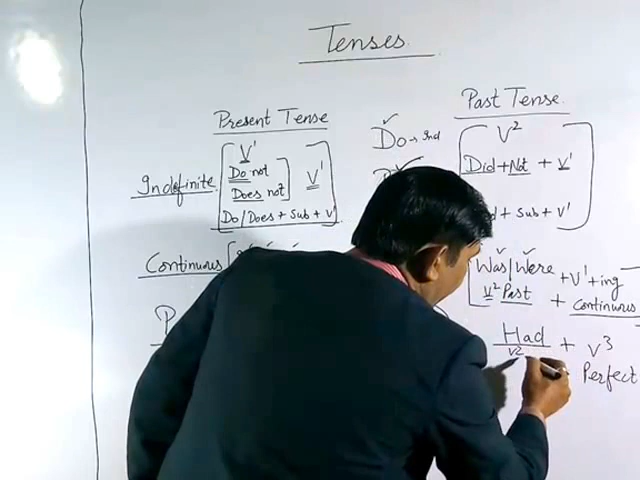 Tenses
Present Tense
Past Tense
Do → Ind
V²
V¹
Do not
Does not
V¹
Did + Not + V¹
Indefinite
Do/Does + Sub + V¹
+ Sub + V¹
Continuous
Was/Were + V¹ + ing
V² Past + Continuous
Had + V³
V²
Perfect